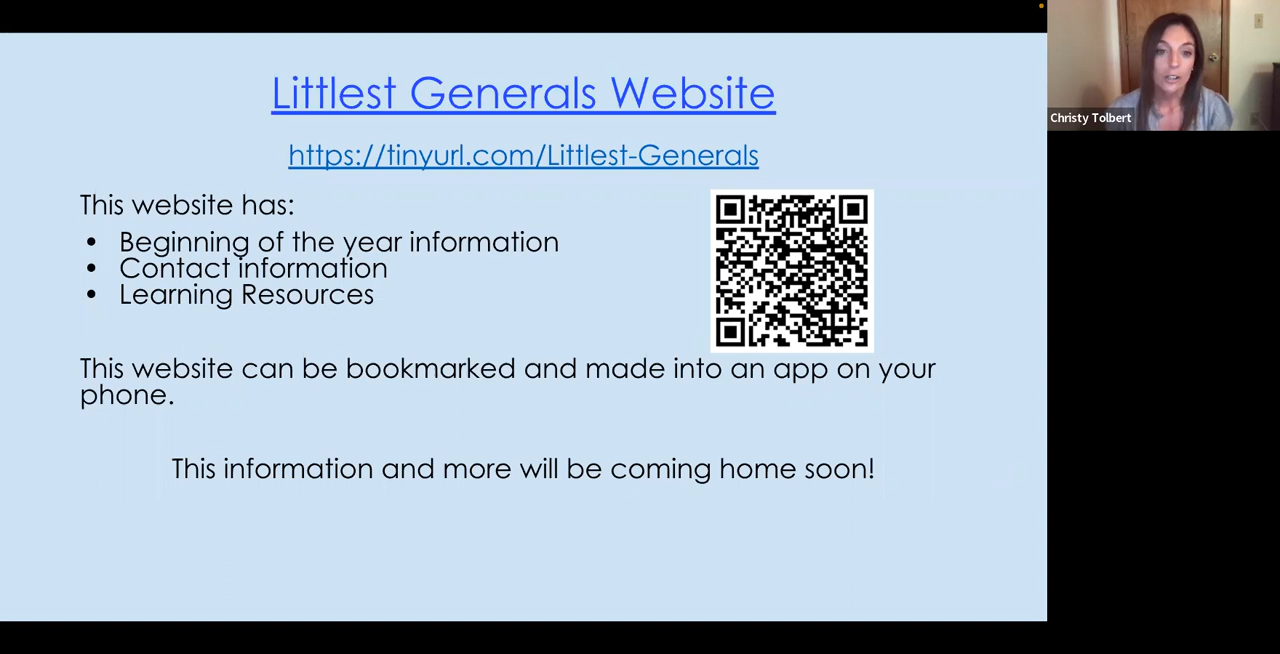 Littlest Generals Website
https://tinyurl.com/Littlest-Generals
This website has:
• Beginning of the year information
• Contact information
• Learning Resources
This website can be bookmarked and made into an app on your
phone.
This information and more will be coming home soon!
Christy Tolbert